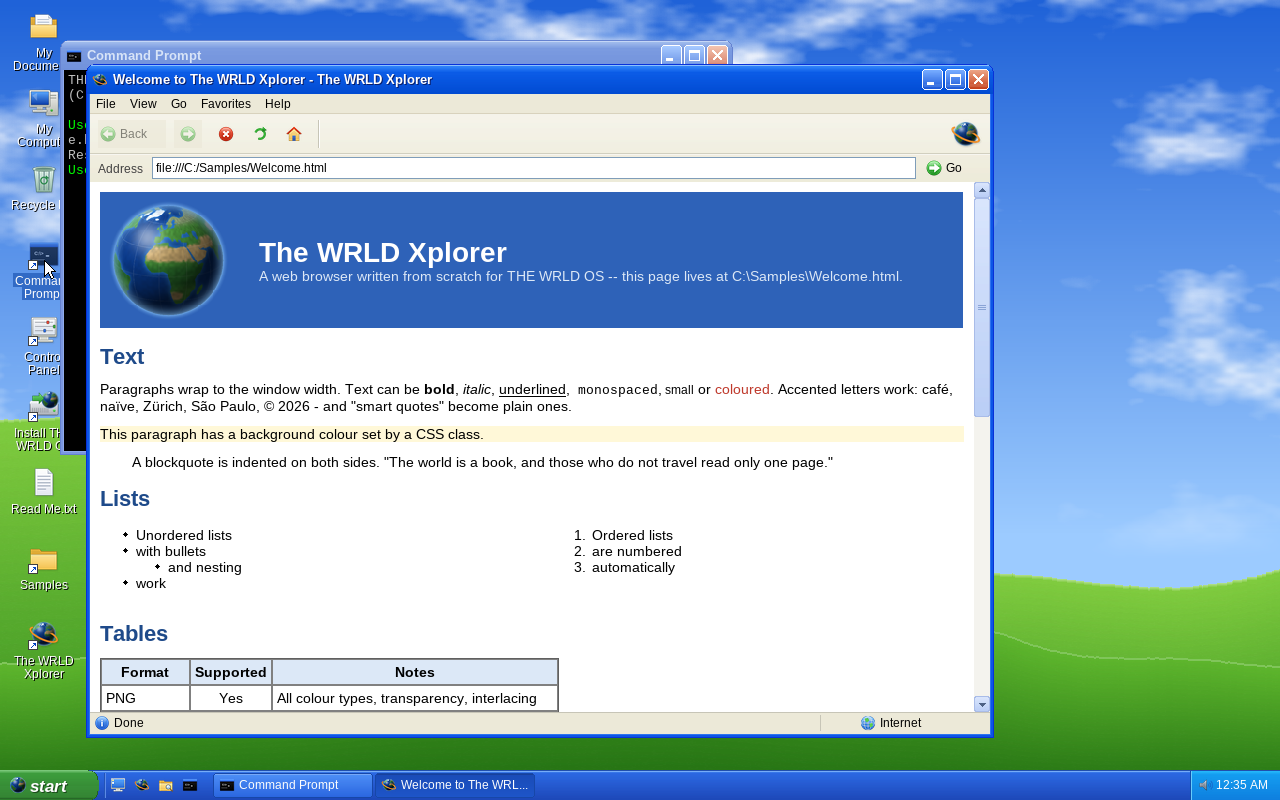 My
Docume
My
Comput
Recycle
Comman
Promp
Contro
Panel
Install TH
WRLD O
Read Me.txt
Samples
The WRLD
Xplorer
Command Prompt
TH
(C
Use
e.
Res
Use
Welcome to The WRLD Xplorer - The WRLD Xplorer
File View Go Favorites Help
Back
Address file:///C:/Samples/Welcome.html Go
The WRLD Xplorer
A web browser written from scratch for THE WRLD OS -- this page lives at C:\Samples\Welcome.html.
Text
Paragraphs wrap to the window width. Text can be bold, italic, underlined, monospaced, small or coloured. Accented letters work: café,
naïve, Zürich, São Paulo, © 2026 - and "smart quotes" become plain ones.
This paragraph has a background colour set by a CSS class.
A blockquote is indented on both sides. "The world is a book, and those who do not travel read only one page."
Lists
Unordered lists
with bullets
and nesting
work
1. Ordered lists
2. are numbered
3. automatically
Tables
Format Supported Notes
PNG Yes All colour types, transparency, interlacing
Done Internet
start Command Prompt Welcome to The WRL... 12:35 AM